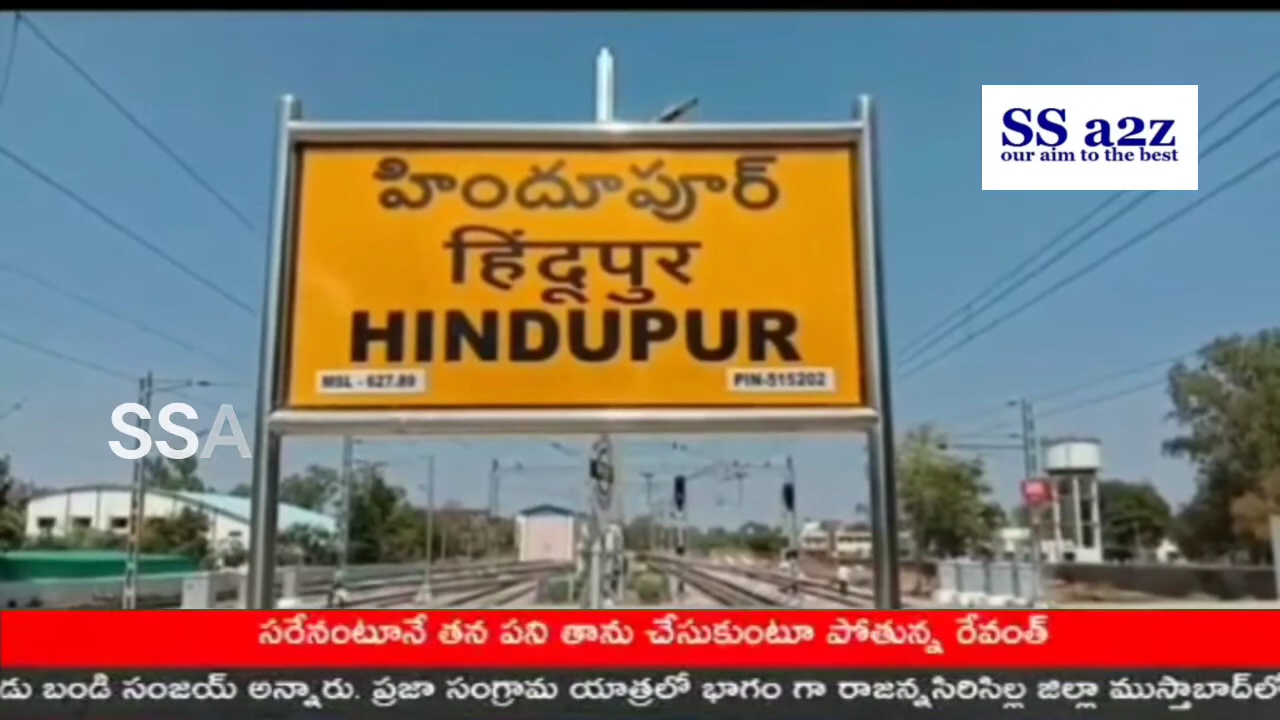 SS a2z
our aim to the best
హిందూపూర్
हिंदूपुर
HINDUPUR
MSL - 627.89
PIN-515202
SSA
సరేనంటూనే తన పని తాను చేసుకుంటూ పోతున్న రేవంత్
డు బండి సంజయ్ అన్నారు. ప్రజా సంగ్రామ యాత్రలో భాగం గా రాజన్నసిరిసిల్ల జిల్లా ముస్తాబాద్‌లో